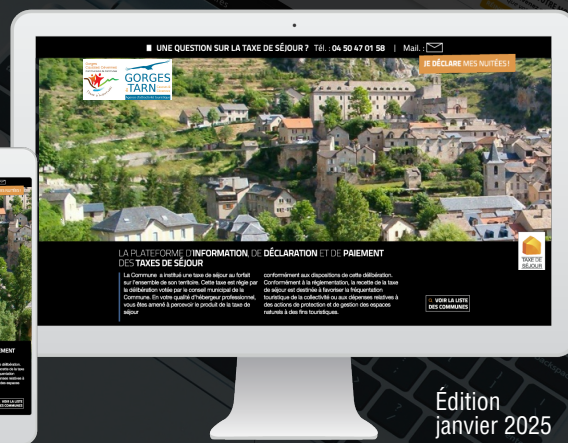 UNE QUESTION SUR LA TAXE DE SÉJOUR ? Tél. : 04 50 47 01 58 | Mail. :
JE DÉCLARE MES NUITÉES !
GORGES
TARN
LA PLATEFORME D'INFORMATION, DE DÉCLARATION ET DE PAIEMENT
DES TAXES DE SÉJOUR
La Commune a institué une taxe de séjour au forfait
sur l'ensemble de son territoire. Cette taxe est régie par
la délibération votée par le conseil municipal de la
Commune. En votre qualité d'hébergeur professionnel,
vous êtes amené à percevoir le produit de la taxe de
séjour
conformément aux dispositions de cette délibération.
Conformément à la réglementation, la recette de la taxe
de séjour est destinée à favoriser la fréquentation
touristique de la collectivité ou aux dépenses relatives à
des actions de protection et de gestion des espaces
naturels à des fins touristiques.
TAXE DE
SÉJOUR
VOIR LA LISTE
DES COMMUNES
Édition
janvier 2025